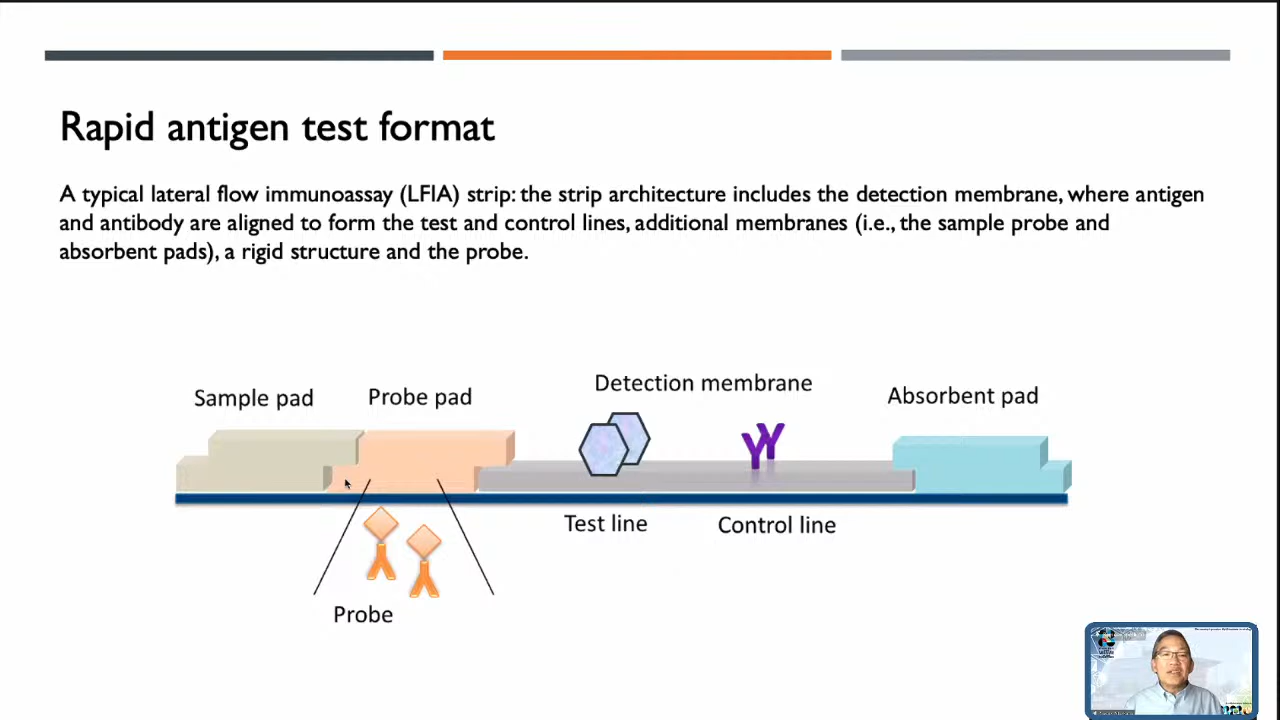 Rapid antigen test format
A typical lateral flow immunoassay (LFIA) strip: the strip architecture includes the detection membrane, where antigen
and antibody are aligned to form the test and control lines, additional membranes (i.e., the sample probe and
absorbent pads), a rigid structure and the probe.
Sample pad
Probe pad
Detection membrane
Absorbent pad
Test line
Control line
Probe